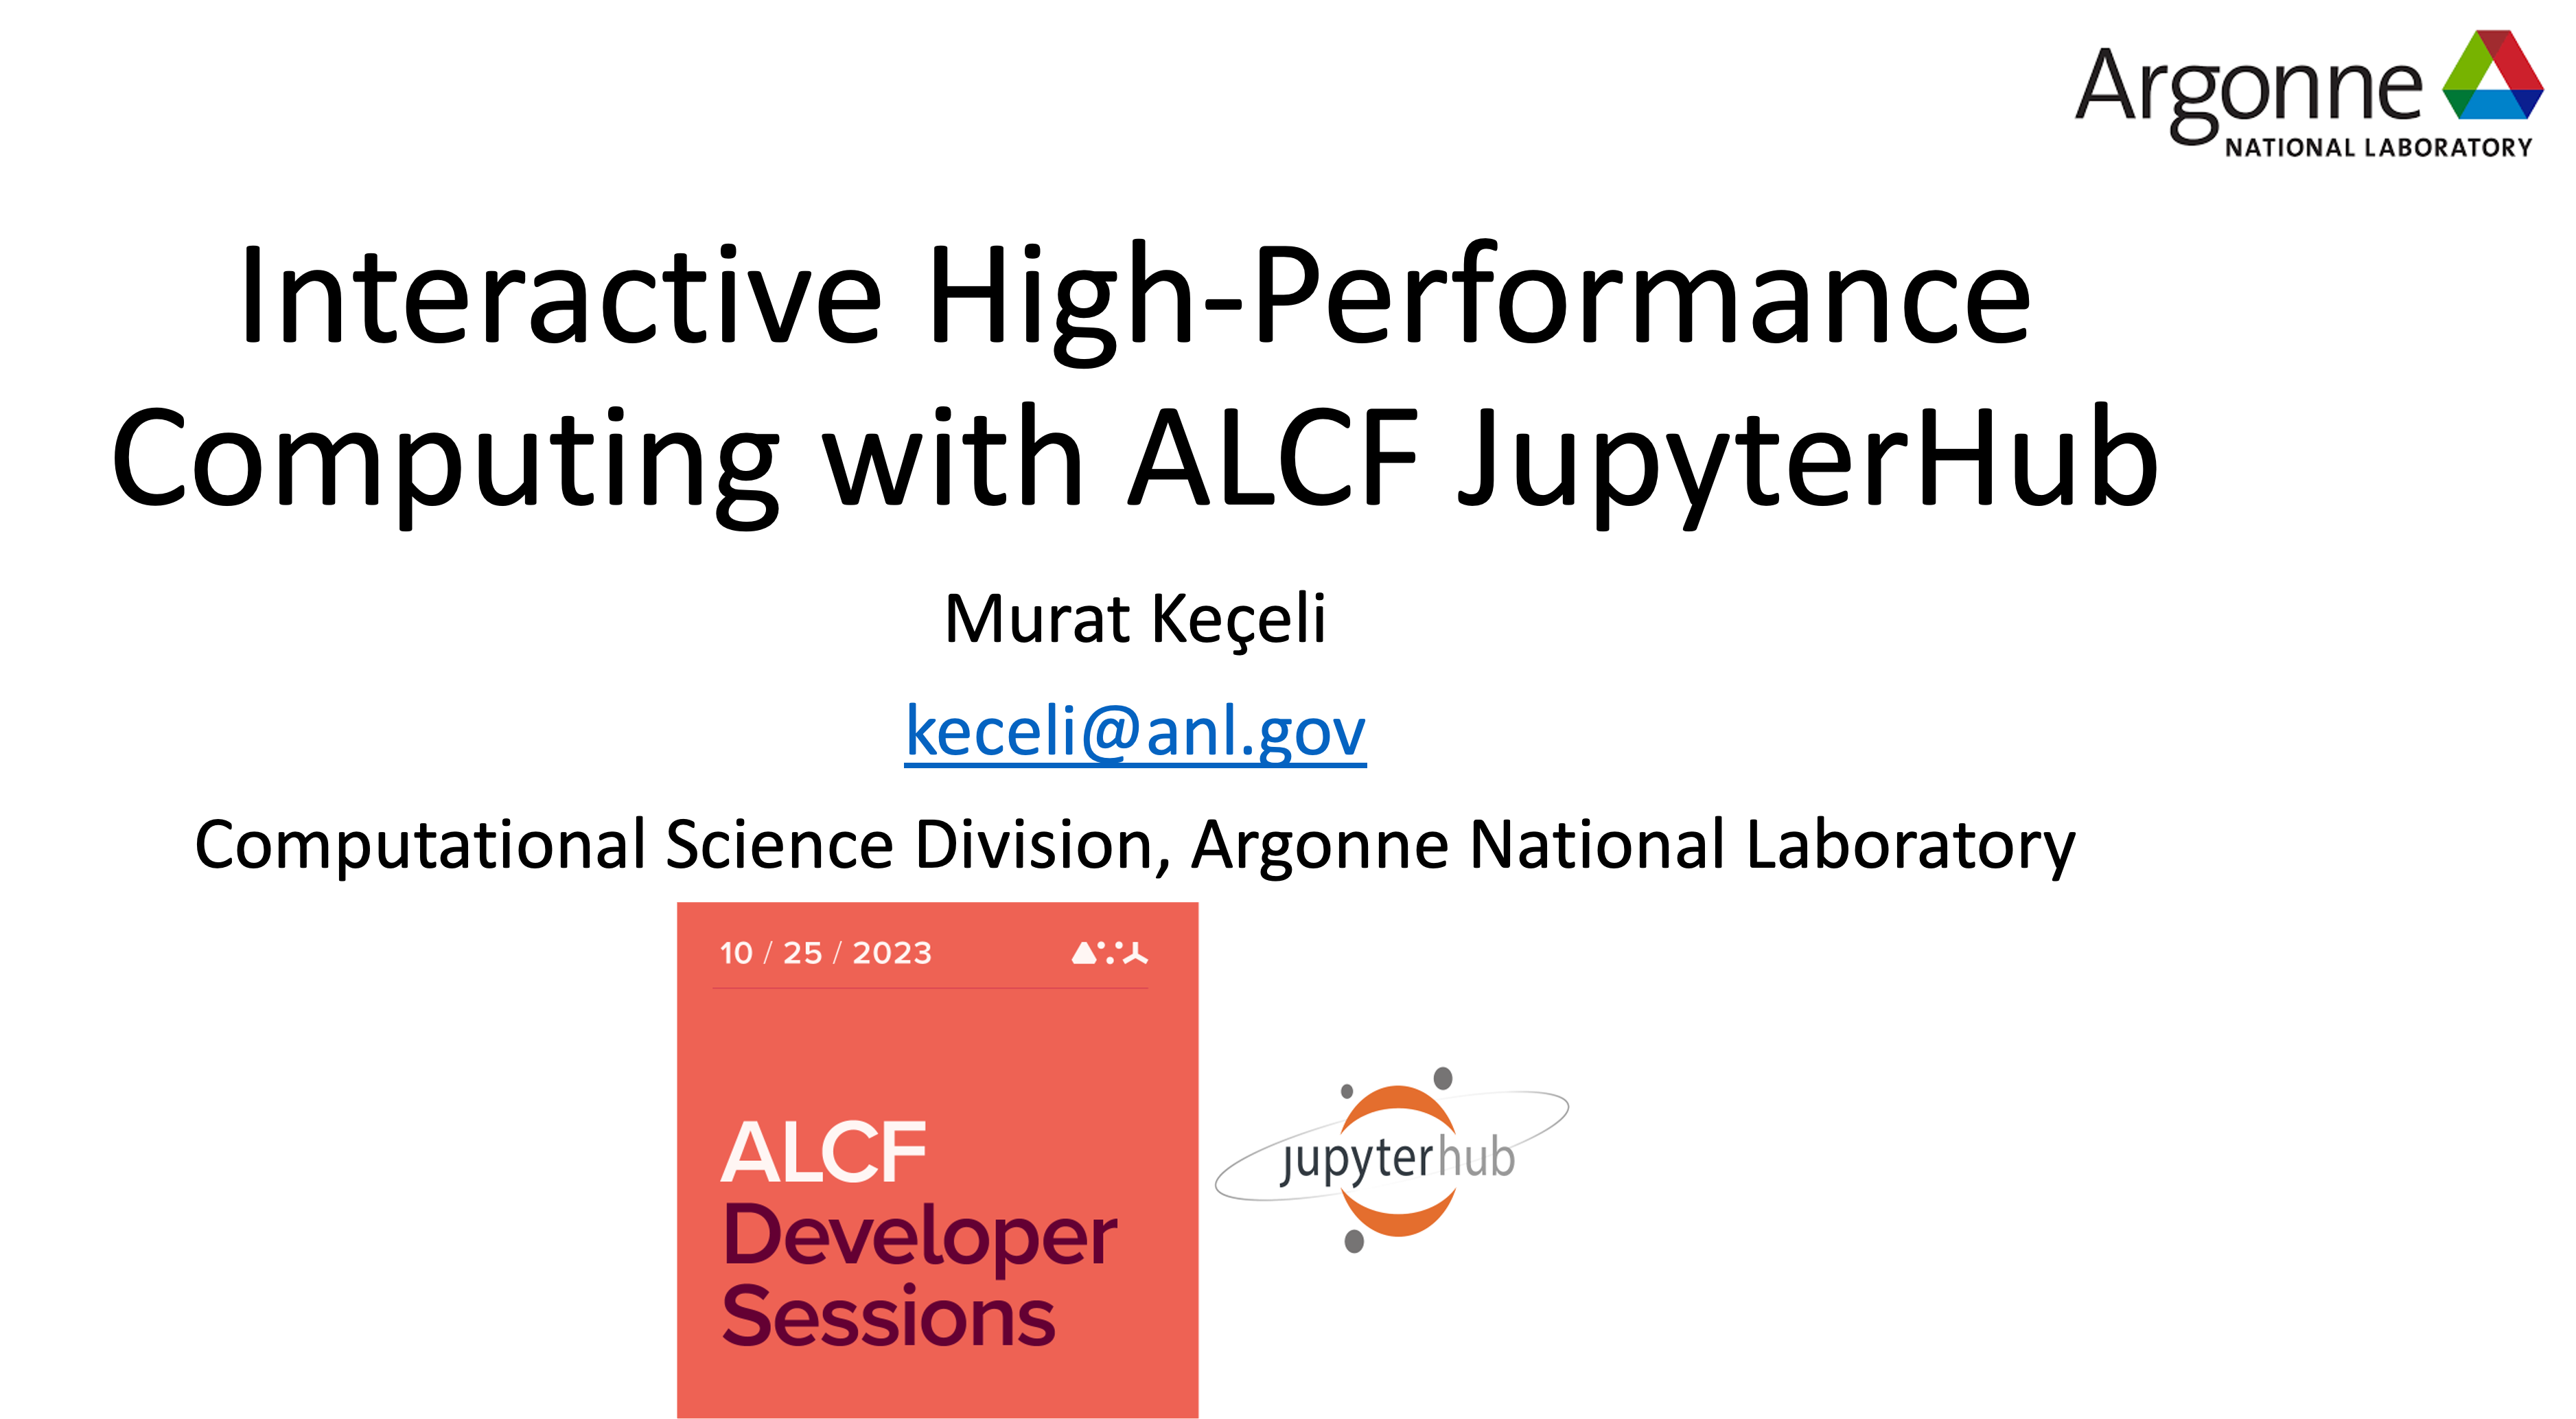 Argonne
NATIONAL LABORATORY
Interactive High-Performance
Computing with ALCF JupyterHub
Murat Keçeli
keceli@anl.gov
Computational Science Division, Argonne National Laboratory
10 / 25 / 2023
ALCF
Developer
Sessions
jupyterhub